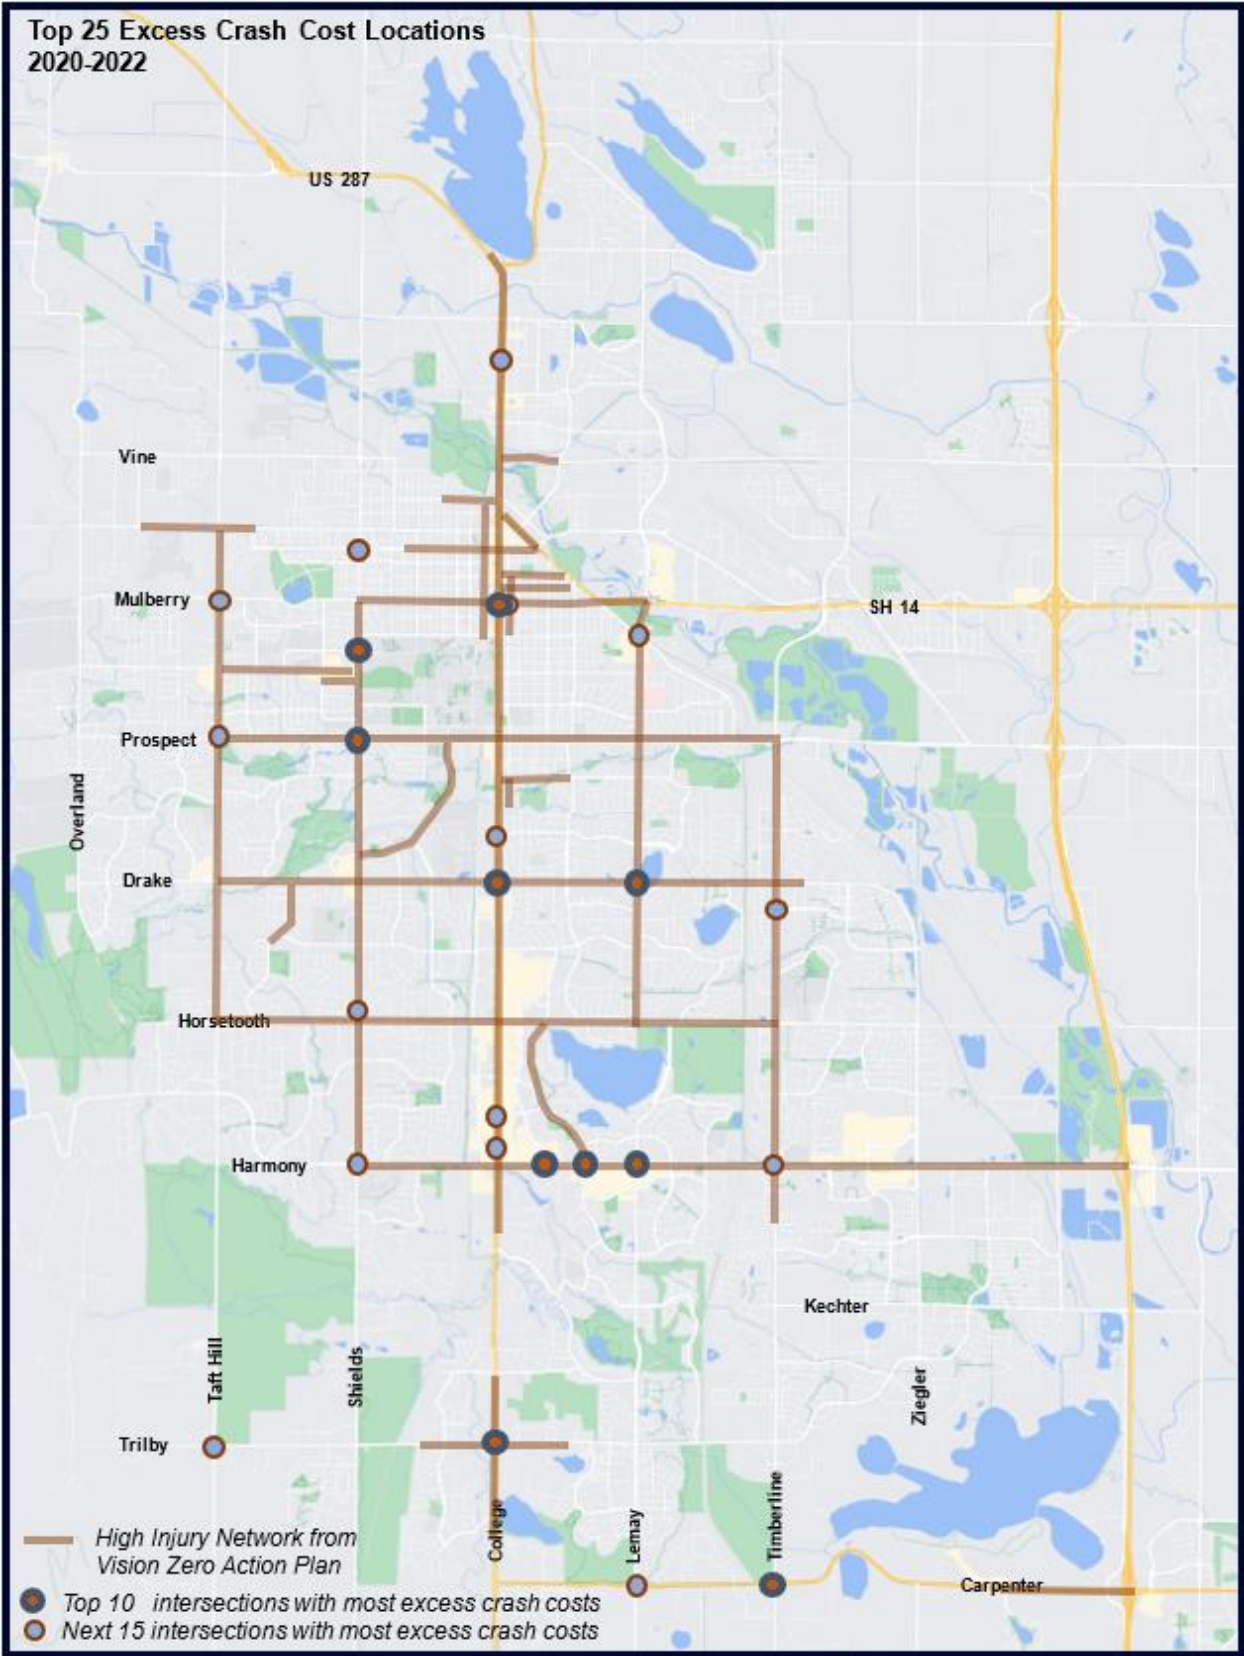 Top 25 Excess Crash Cost Locations
2020-2022
US 287
Vine
Mulberry
SH 14
Prospect
Overland
Drake
Horsetooth
Harmony
Kechter
Taft Hill
Shields
Ziegler
Trilby
College
Lemay
Timberline
Carpenter
High Injury Network from
Vision Zero Action Plan
Top 10 intersections with most excess crash costs
Next 15 intersections with most excess crash costs